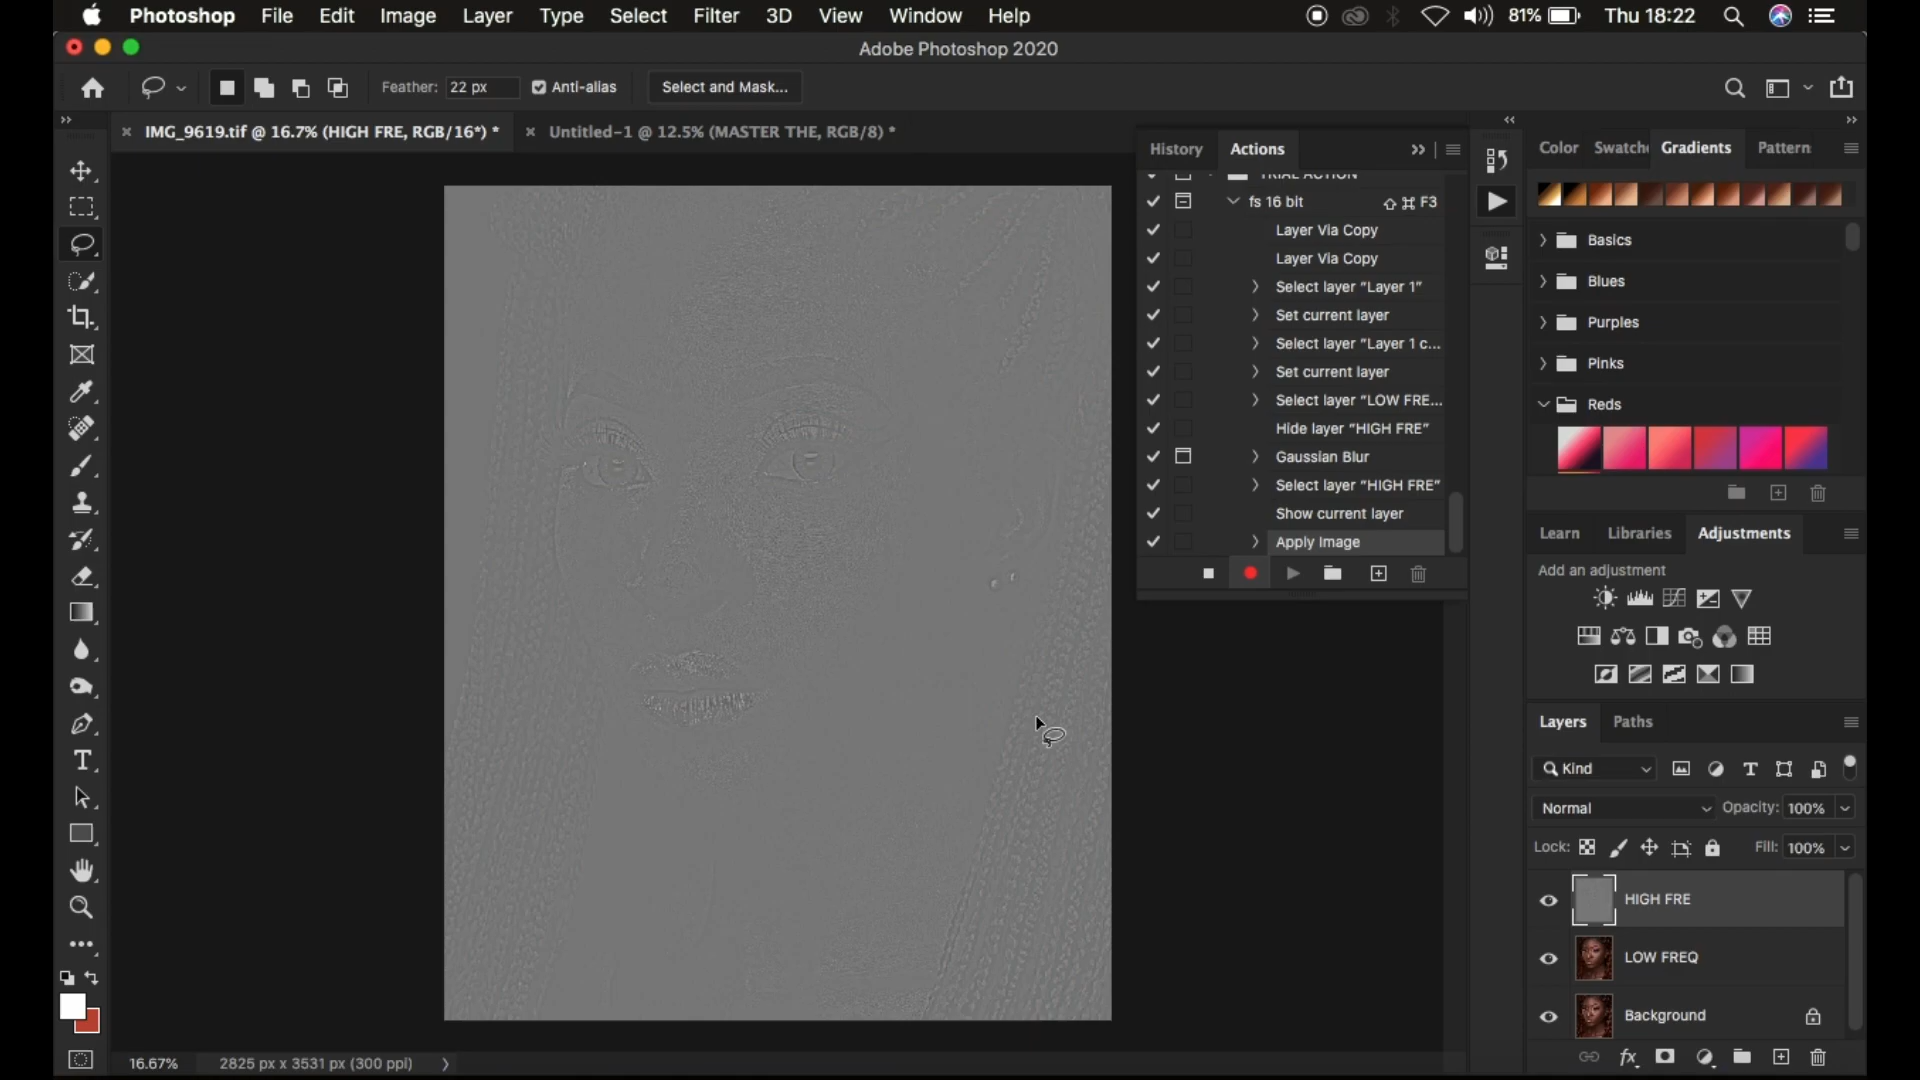 Photoshop File Edit Image Layer Type Select Filter 3D View Window Help 81% Thu 18:22
Adobe Photoshop 2020
Feather: 22 px Anti-alias Select and Mask...
IMG_9619.tif @ 16.7% (HIGH FRE, RGB/16*) * Untitled-1 @ 12.5% (MASTER THE, RGB/8) *
History Actions
TRIAL ACTION
fs 16 bit F3
Layer Via Copy
Layer Via Copy
Select layer “Layer 1”
Set current layer
Select layer “Layer 1 c...
Set current layer
Select layer “LOW FRE...
Hide layer “HIGH FRE”
Gaussian Blur
Select layer “HIGH FRE”
Show current layer
Apply Image
Color Swatche Gradients Pattern
Basics
Blues
Purples
Pinks
Reds
Learn Libraries Adjustments
Add an adjustment
Layers Paths
Kind
Normal Opacity: 100%
Lock: Fill: 100%
HIGH FRE
LOW FREQ
Background
16.67% 2825 px x 3531 px (300 ppi)